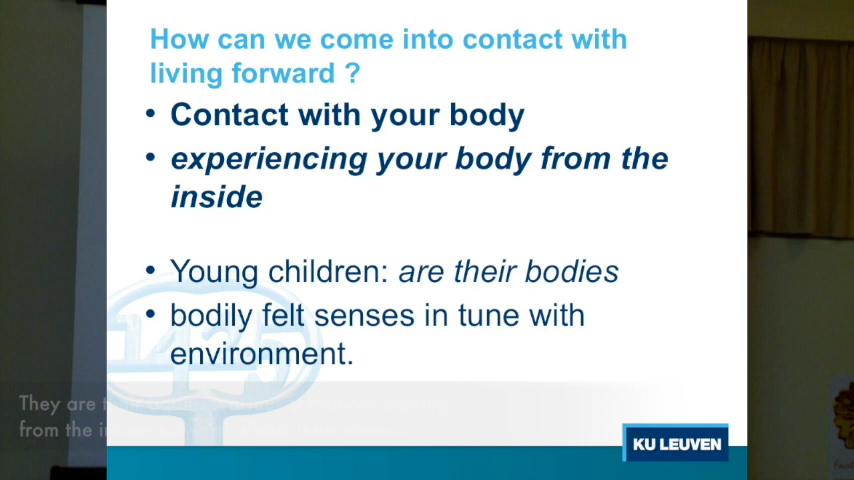 How can we come into contact with
living forward ?
• Contact with your body
• experiencing your body from the
inside
• Young children: are their bodies
• bodily felt senses in tune with
environment.
1425
They are
from the
KU LEUVEN